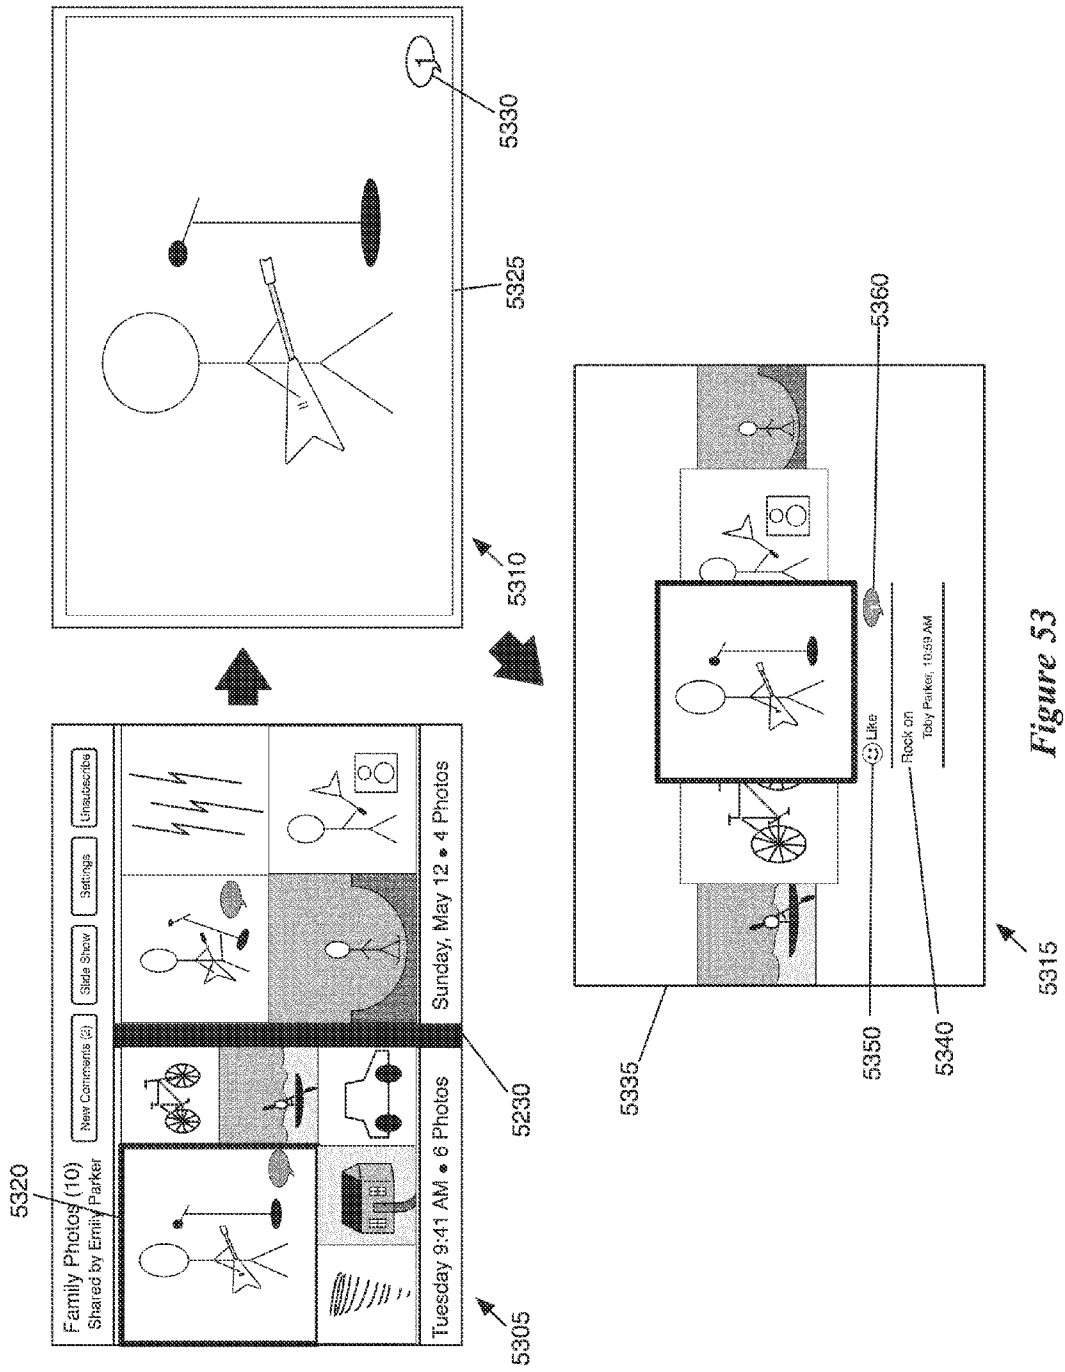 Family Photos (10)
Shared by Emily Parker
New Comments (2)
Slide Show
Settings
Unsubscribe
Tuesday 9:41 AM • 6 Photos
Sunday, May 12 • 4 Photos
5320
5305
5230
1
5330
5325
5310
5335
Like
Rock on
Toby Parker, 10:59 AM
5350
5340
5360
5315
Figure 53